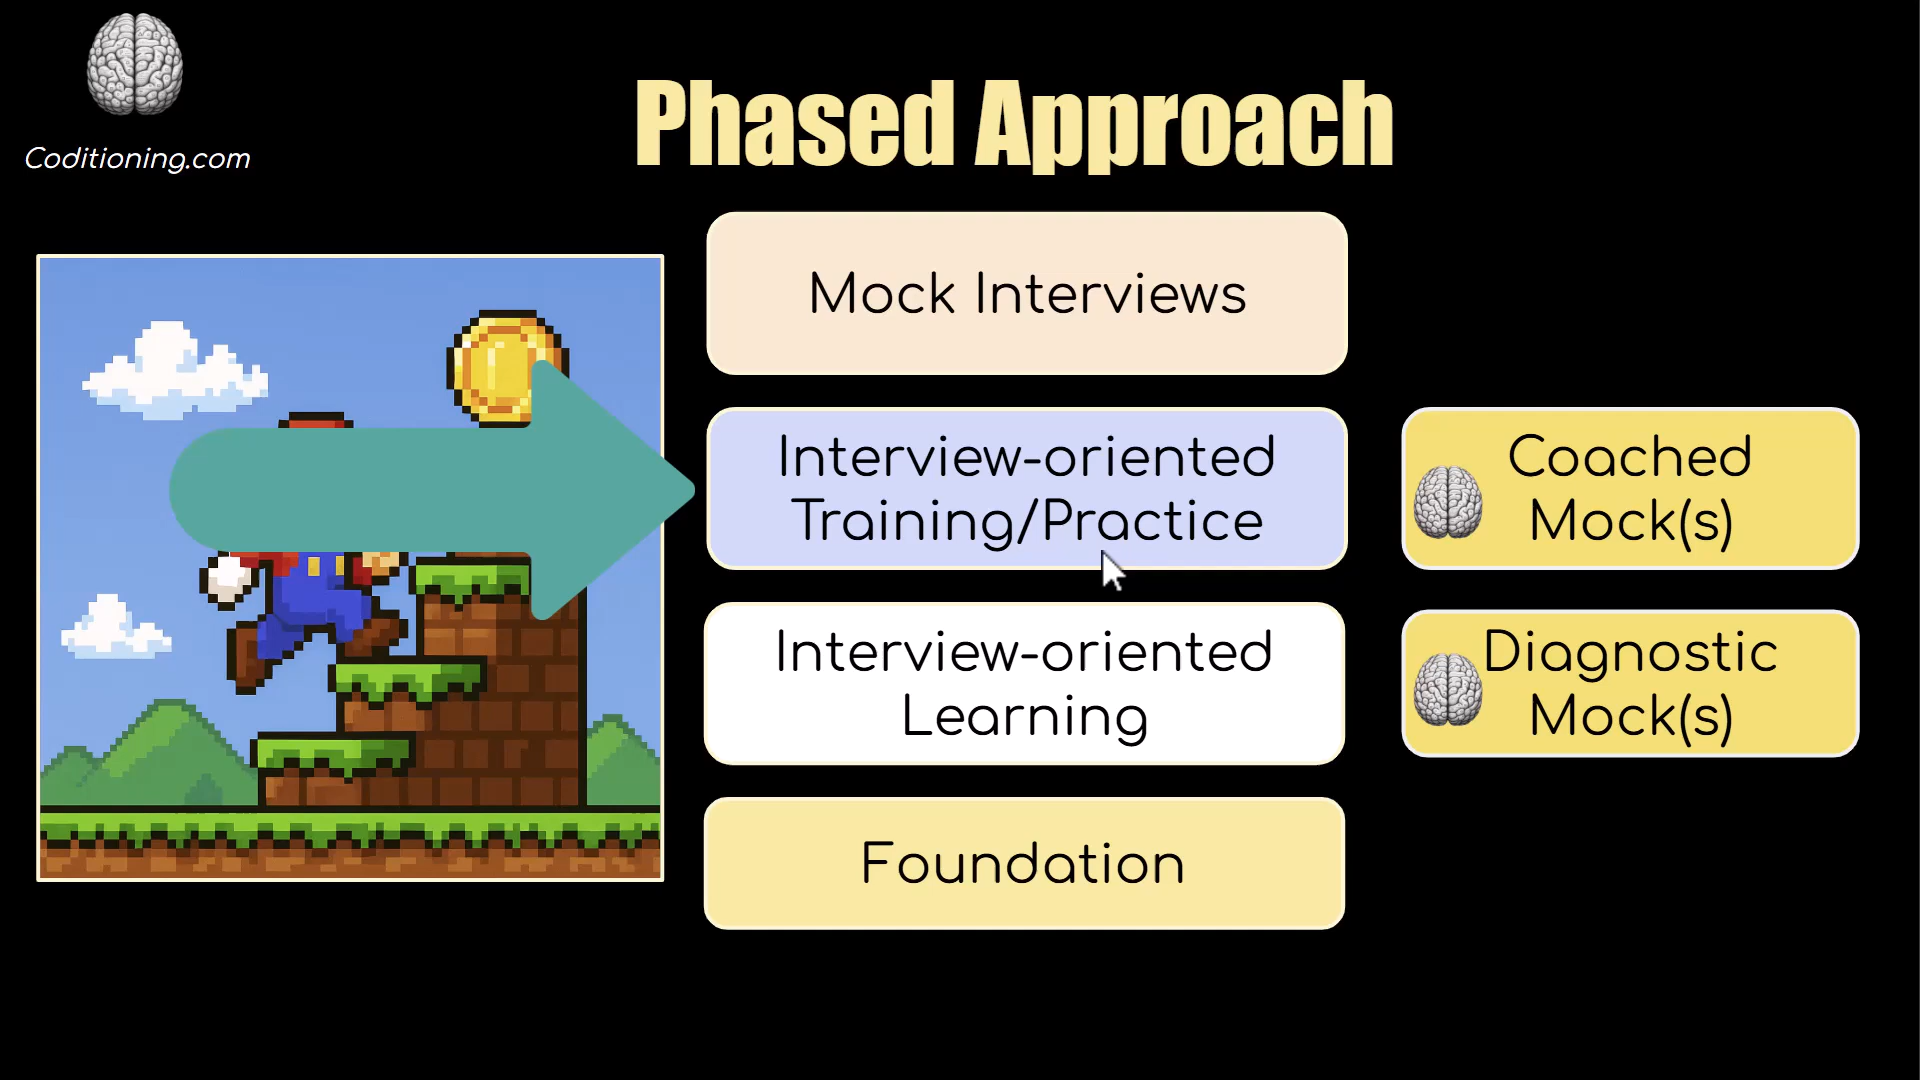 Coditioning.com
Phased Approach
Mock Interviews
Interview-oriented
Training/Practice
Coached
Mock(s)
Interview-oriented
Learning
Diagnostic
Mock(s)
Foundation